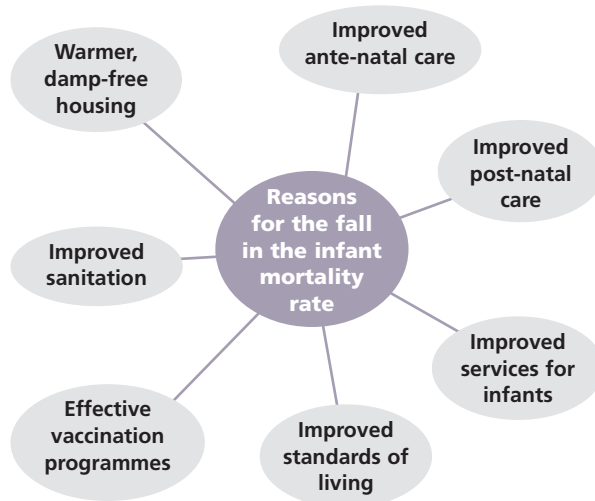 Reasons
for the fall
in the infant
mortality
rate
Improved
ante-natal care
Improved
post-natal
care
Improved
services for
infants
Improved
standards of
living
Effective
vaccination
programmes
Improved
sanitation
Warmer,
damp-free
housing